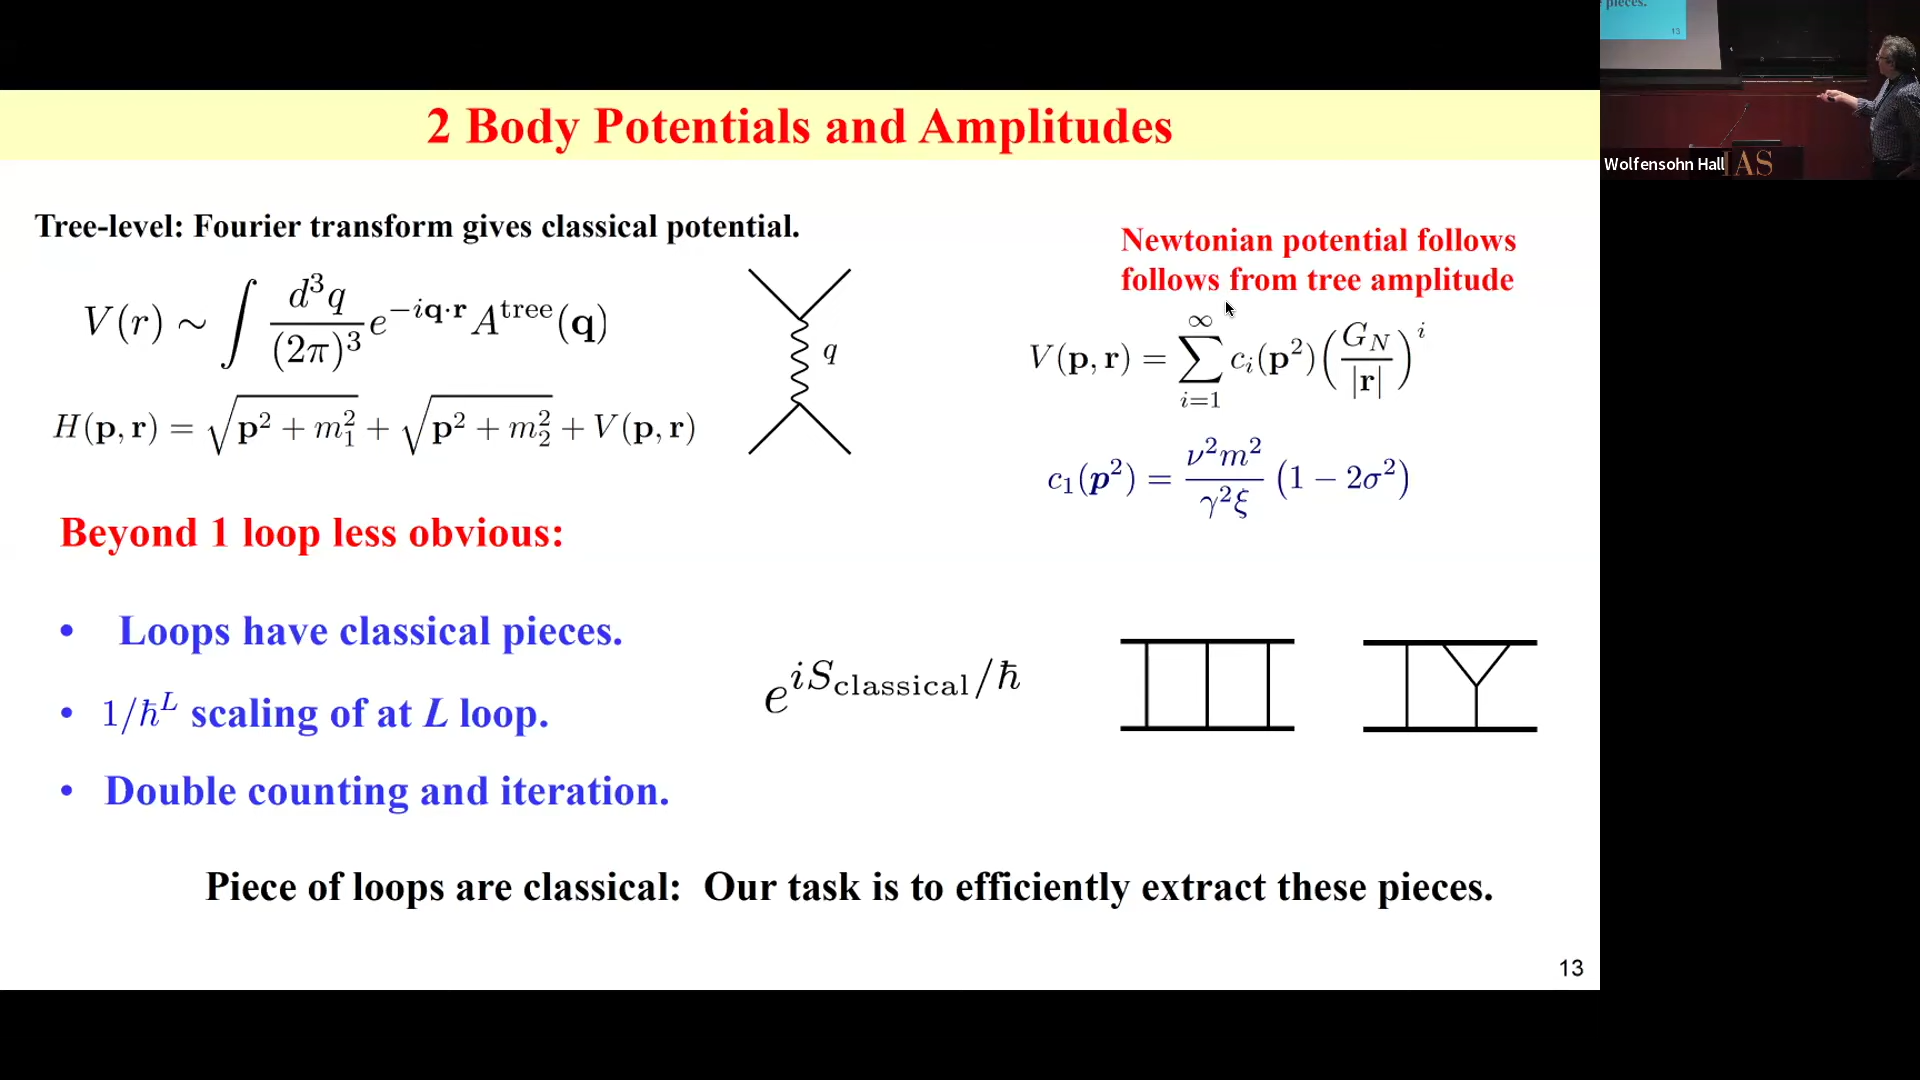 2 Body Potentials and Amplitudes
Tree-level: Fourier transform gives classical potential.
V(r) ∼ ∫ d³q/(2π)³ e^{−i𝐪·𝐫} A^{tree}(𝐪)
q
H(𝐩, 𝐫) = √(𝐩² + m₁²) + √(𝐩² + m₂²) + V(𝐩, 𝐫)
Newtonian potential follows
follows from tree amplitude
V(𝐩, 𝐫) = ∑_{i=1}^{∞} c_i(𝐩²) (G_N/|𝐫|)^i
c₁(𝒑²) = ν²m²/γ²ξ (1 − 2σ²)
Beyond 1 loop less obvious:
• Loops have classical pieces.
• 1/ℏ^L scaling of at L loop.
• Double counting and iteration.
e^{iS_{classical}/ℏ}
Piece of loops are classical: Our task is to efficiently extract these pieces.
13
pieces.
13
Wolfensohn Hall
IAS